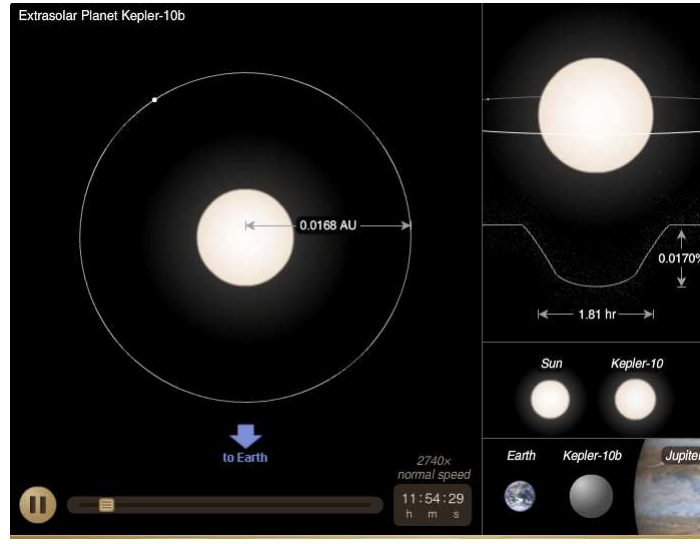 Extrasolar Planet Kepler-10b
0.0168 AU
to Earth
2740×
normal speed
11:54:29
h m s
0.0170%
1.81 hr
Sun Kepler-10
Earth Kepler-10b Jupiter